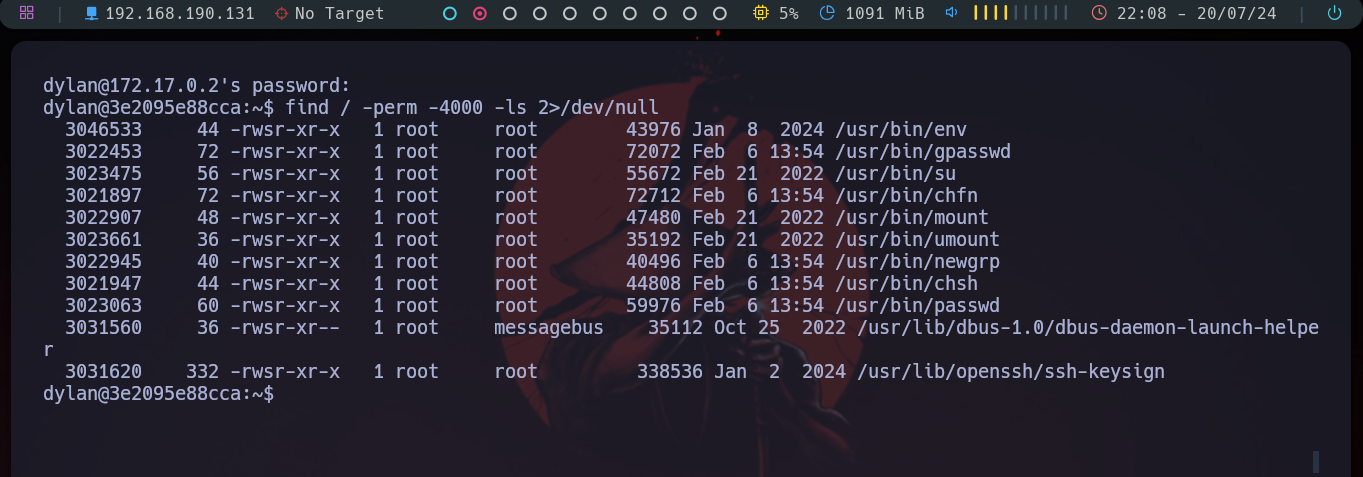 192.168.190.131 No Target 5% 1091 MiB 22:08 - 20/07/24
dylan@172.17.0.2's password:
dylan@3e2095e88cca:~$ find / -perm -4000 -ls 2>/dev/null
3046533 44 -rwsr-xr-x 1 root root 43976 Jan 8 2024 /usr/bin/env
3022453 72 -rwsr-xr-x 1 root root 72072 Feb 6 13:54 /usr/bin/gpasswd
3023475 56 -rwsr-xr-x 1 root root 55672 Feb 21 2022 /usr/bin/su
3021897 72 -rwsr-xr-x 1 root root 72712 Feb 6 13:54 /usr/bin/chfn
3022907 48 -rwsr-xr-x 1 root root 47480 Feb 21 2022 /usr/bin/mount
3023661 36 -rwsr-xr-x 1 root root 35192 Feb 21 2022 /usr/bin/umount
3022945 40 -rwsr-xr-x 1 root root 40496 Feb 6 13:54 /usr/bin/newgrp
3021947 44 -rwsr-xr-x 1 root root 44808 Feb 6 13:54 /usr/bin/chsh
3023063 60 -rwsr-xr-x 1 root root 59976 Feb 6 13:54 /usr/bin/passwd
3031560 36 -rwsr-xr-- 1 root messagebus 35112 Oct 25 2022 /usr/lib/dbus-1.0/dbus-daemon-launch-helpe
r
3031620 332 -rwsr-xr-x 1 root root 338536 Jan 2 2024 /usr/lib/openssh/ssh-keysign
dylan@3e2095e88cca:~$